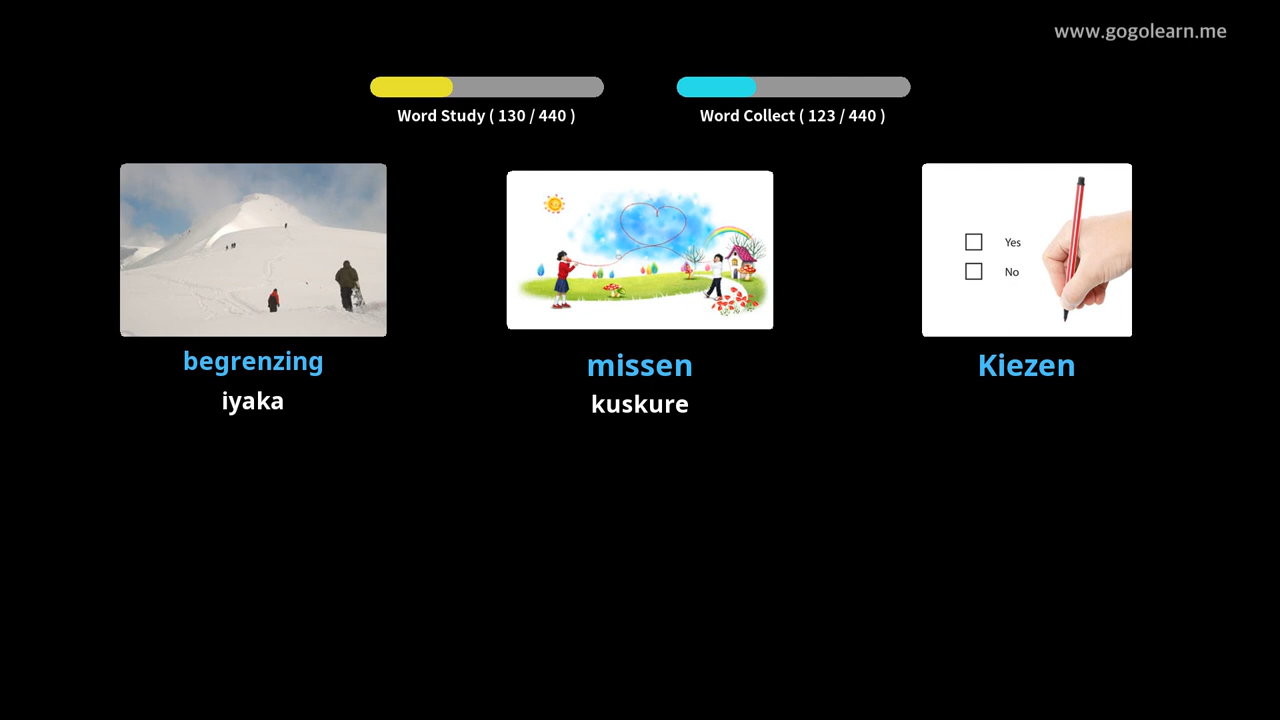 www.gogolearn.me
Word Study ( 130 / 440 )
Word Collect ( 123 / 440 )
Yes
No
begrenzing
missen
Kiezen
iyaka
kuskure